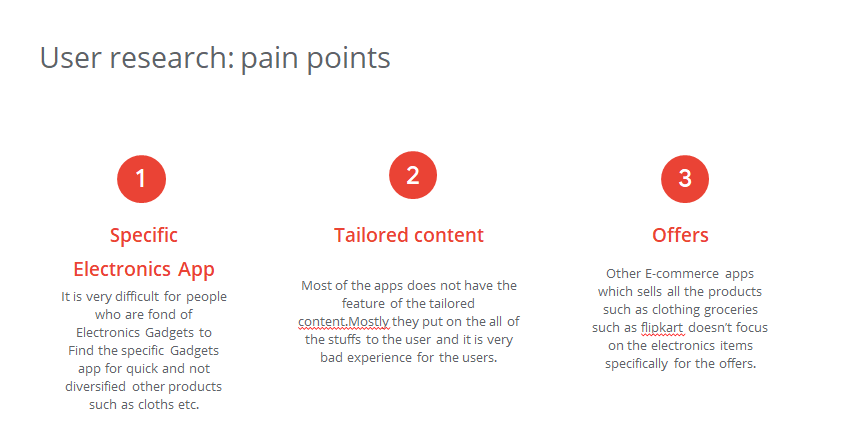 User research: pain points
1
Specific
Electronics App
It is very difficult for people
who are fond of
Electronics Gadgets to
Find the specific Gadgets
app for quick and not
diversified other products
such as cloths etc.
2
Tailored content
Most of the apps does not have the
feature of the tailored
content.Mostly they put on the all of
the stuffs to the user and it is very
bad experience for the users.
3
Offers
Other E-commerce apps
which sells all the products
such as clothing groceries
such as flipkart doesn't focus
on the electronics items
specifically for the offers.